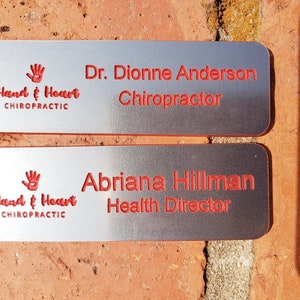 Hand & Heart
CHIROPRACTIC
Dr. Dionne Anderson
Chiropractor
Hand & Heart
CHIROPRACTIC
Abriana Hillman
Health Director